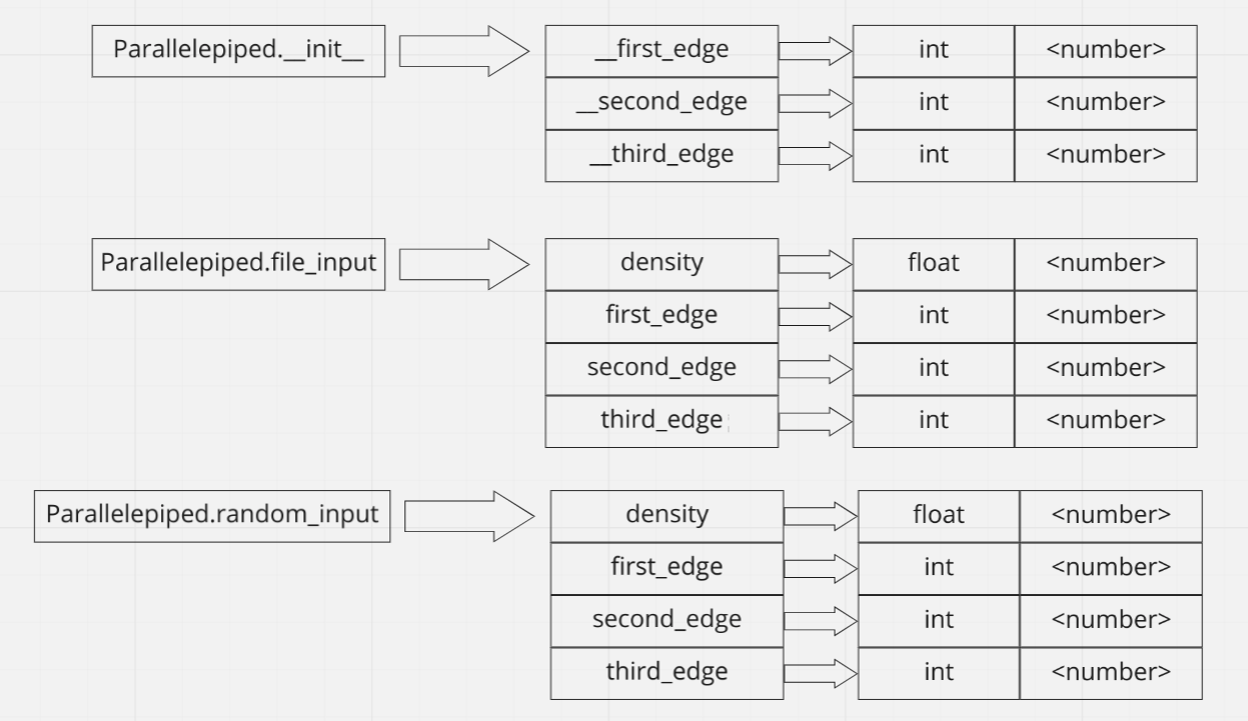 Parallelepiped.__init__ __first_edge int <number>
__second_edge int <number>
__third_edge int <number>
Parallelepiped.file_input density float <number>
first_edge int <number>
second_edge int <number>
third_edge int <number>
Parallelepiped.random_input density float <number>
first_edge int <number>
second_edge int <number>
third_edge int <number>